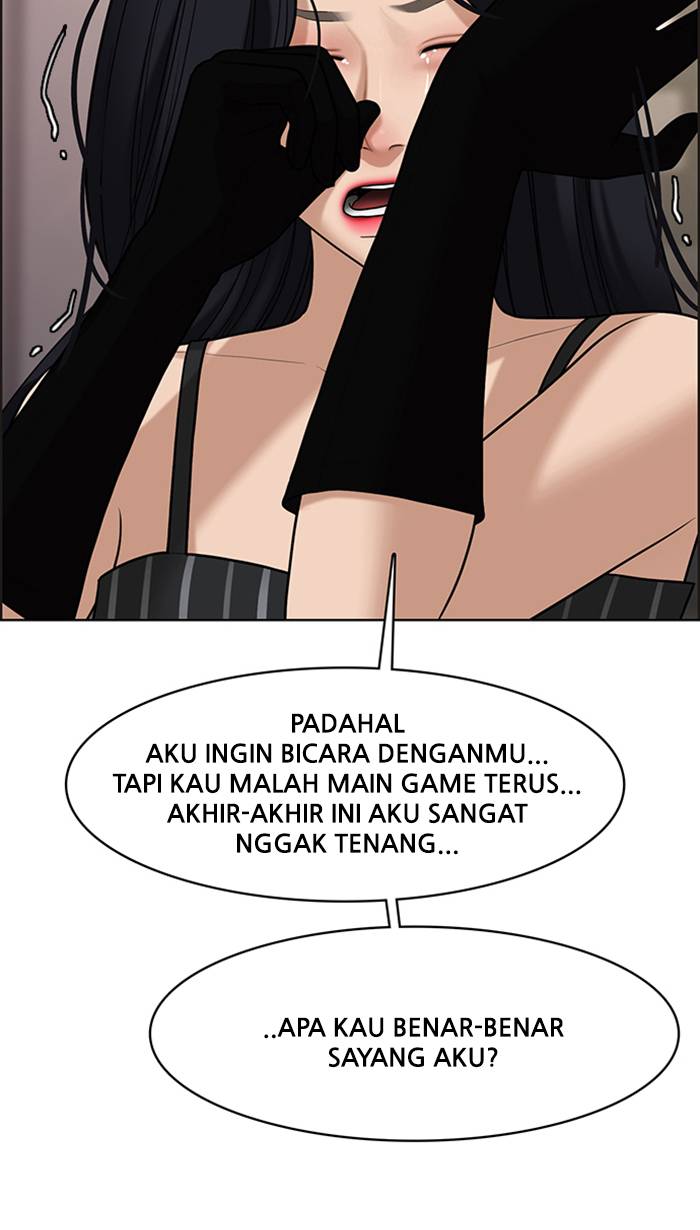 PADAHAL
AKU INGIN BICARA DENGANMU...
TAPI KAU MALAH MAIN GAME TERUS...
AKHIR-AKHIR INI AKU SANGAT
NGGAK TENANG...
..APA KAU BENAR-BENAR
SAYANG AKU?